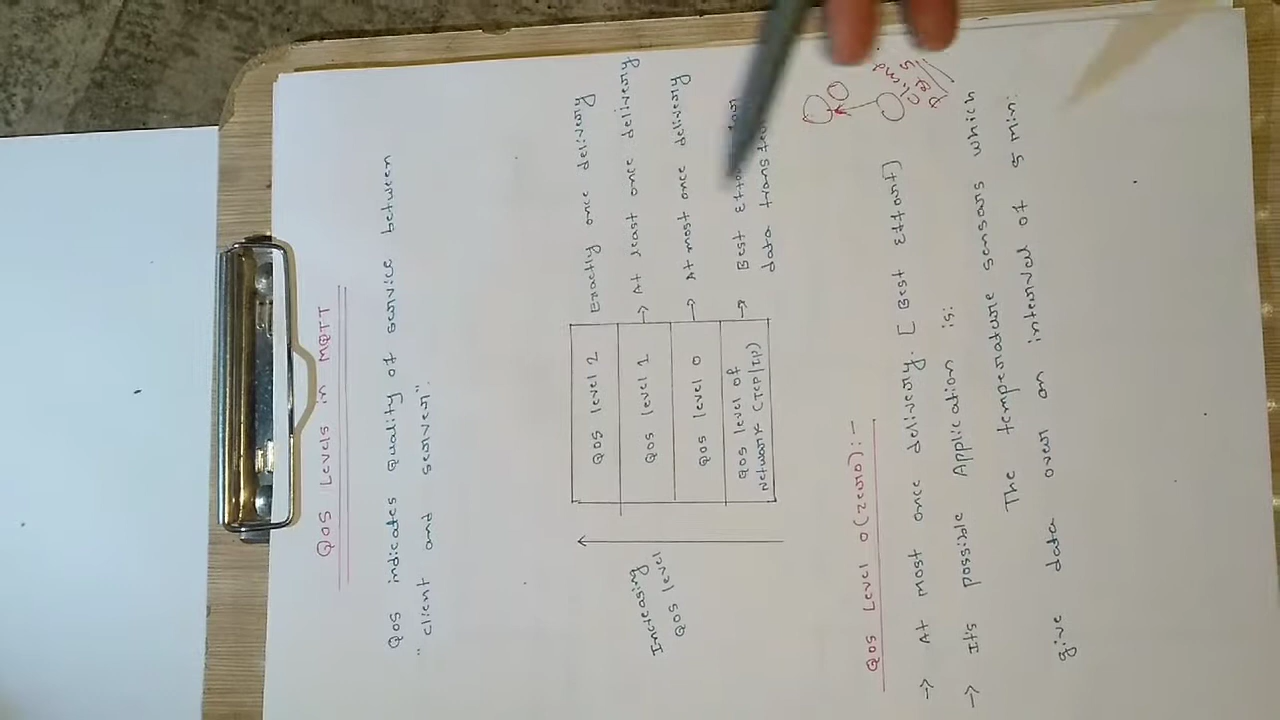 QOS Levels in MQTT
QOS indicates quality of service between
"client and server".
Increasing
QOS level
QOS level 2 Exactly once delivery
QOS level 1 → At least once delivery
QOS level 0 → At most once delivery
QOS level of
Network (TCP/IP) → Best
data
QOS Level 0(zero):-
→ At most once delivery. [Best effort]
→ It's possible Application is:
The temperature sensors which
give data over an interval of 5 min: